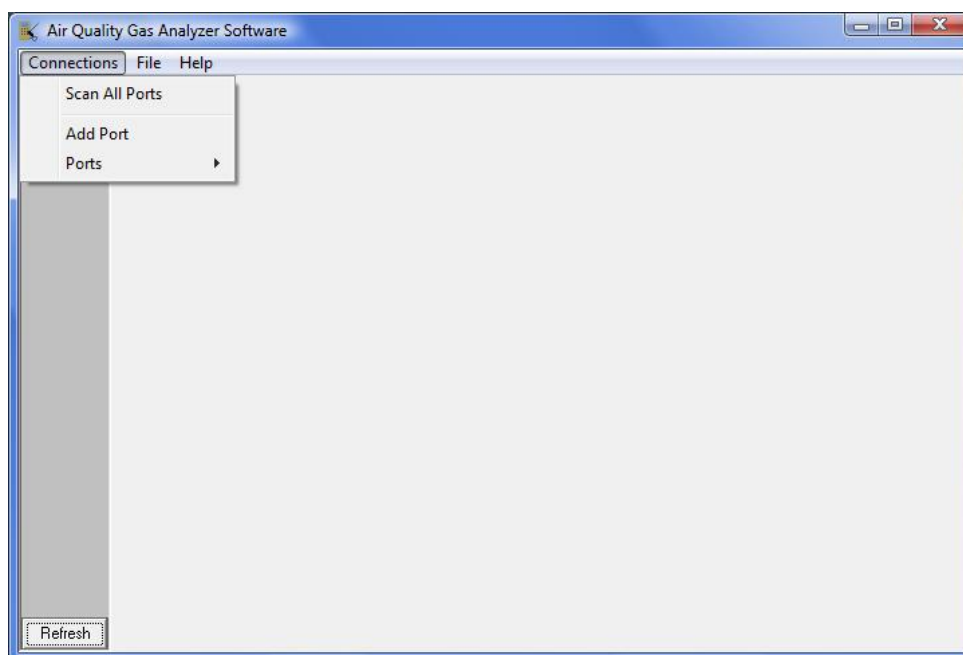 Air Quality Gas Analyzer Software
Connections File Help
Scan All Ports
Add Port
Ports
Refresh